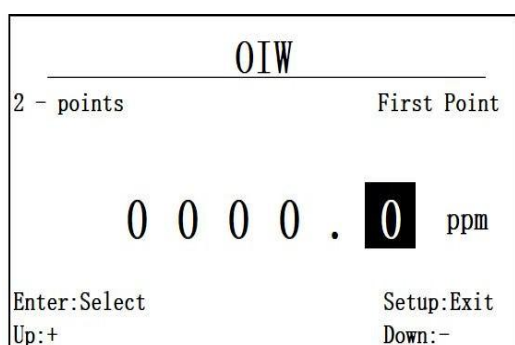 OIW
2 - points First Point
0 0 0 0 . 0 ppm
Enter:Select Setup:Exit
Up:+ Down:-